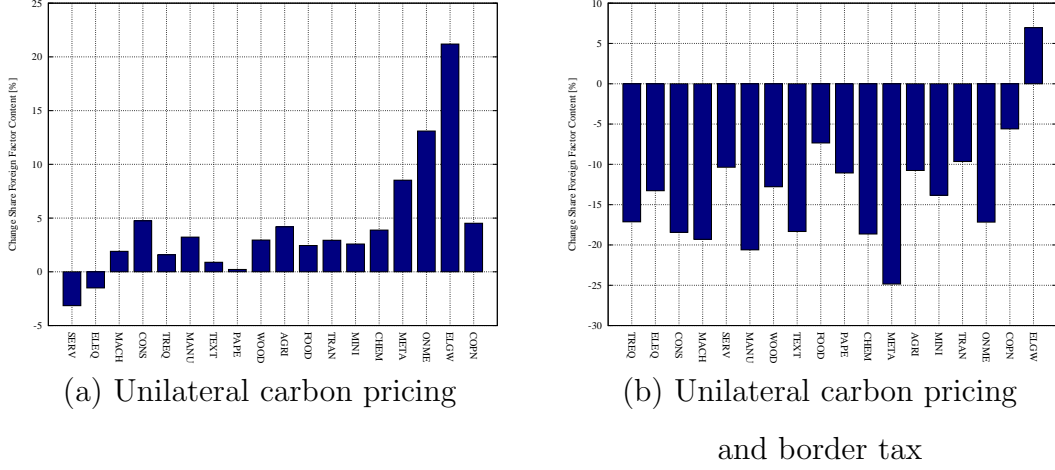 25
20
15
10
5
0
-5
Change Share Foreign Factor Content [%]
SERV
ELEQ
MACH
CONS
TREQ
MANU
TEXT
PAPE
WOOD
AGRI
FOOD
TRAN
MINI
CHEM
META
ONME
ELGW
COPN
(a) Unilateral carbon pricing
10
5
0
-5
-10
-15
-20
-25
-30
Change Share Foreign Factor Content [%]
TREQ
ELEQ
CONS
MACH
SERV
MANU
WOOD
TEXT
FOOD
PAPE
CHEM
META
AGRI
MINI
TRAN
ONME
COPN
ELGW
(b) Unilateral carbon pricing
and border tax